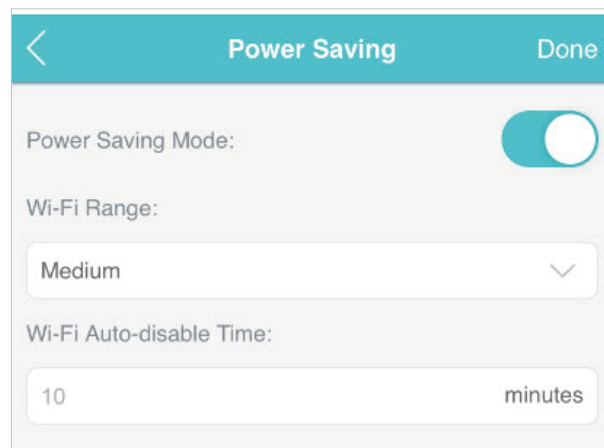 Power Saving Done
Power Saving Mode:
Wi-Fi Range:
Medium
Wi-Fi Auto-disable Time:
10 minutes